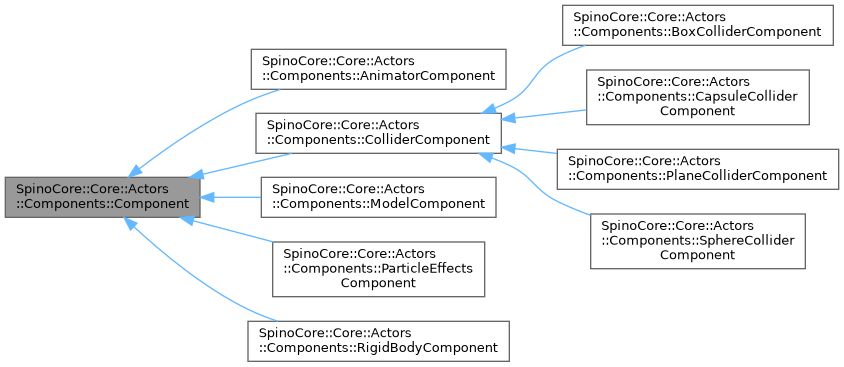 SpinoCore::Core::Actors
::Components::Component
SpinoCore::Core::Actors
::Components::AnimatorComponent
SpinoCore::Core::Actors
::Components::ColliderComponent
SpinoCore::Core::Actors
::Components::ModelComponent
SpinoCore::Core::Actors
::Components::ParticleEffects
Component
SpinoCore::Core::Actors
::Components::RigidBodyComponent
SpinoCore::Core::Actors
::Components::BoxColliderComponent
SpinoCore::Core::Actors
::Components::CapsuleCollider
Component
SpinoCore::Core::Actors
::Components::PlaneColliderComponent
SpinoCore::Core::Actors
::Components::SphereCollider
Component